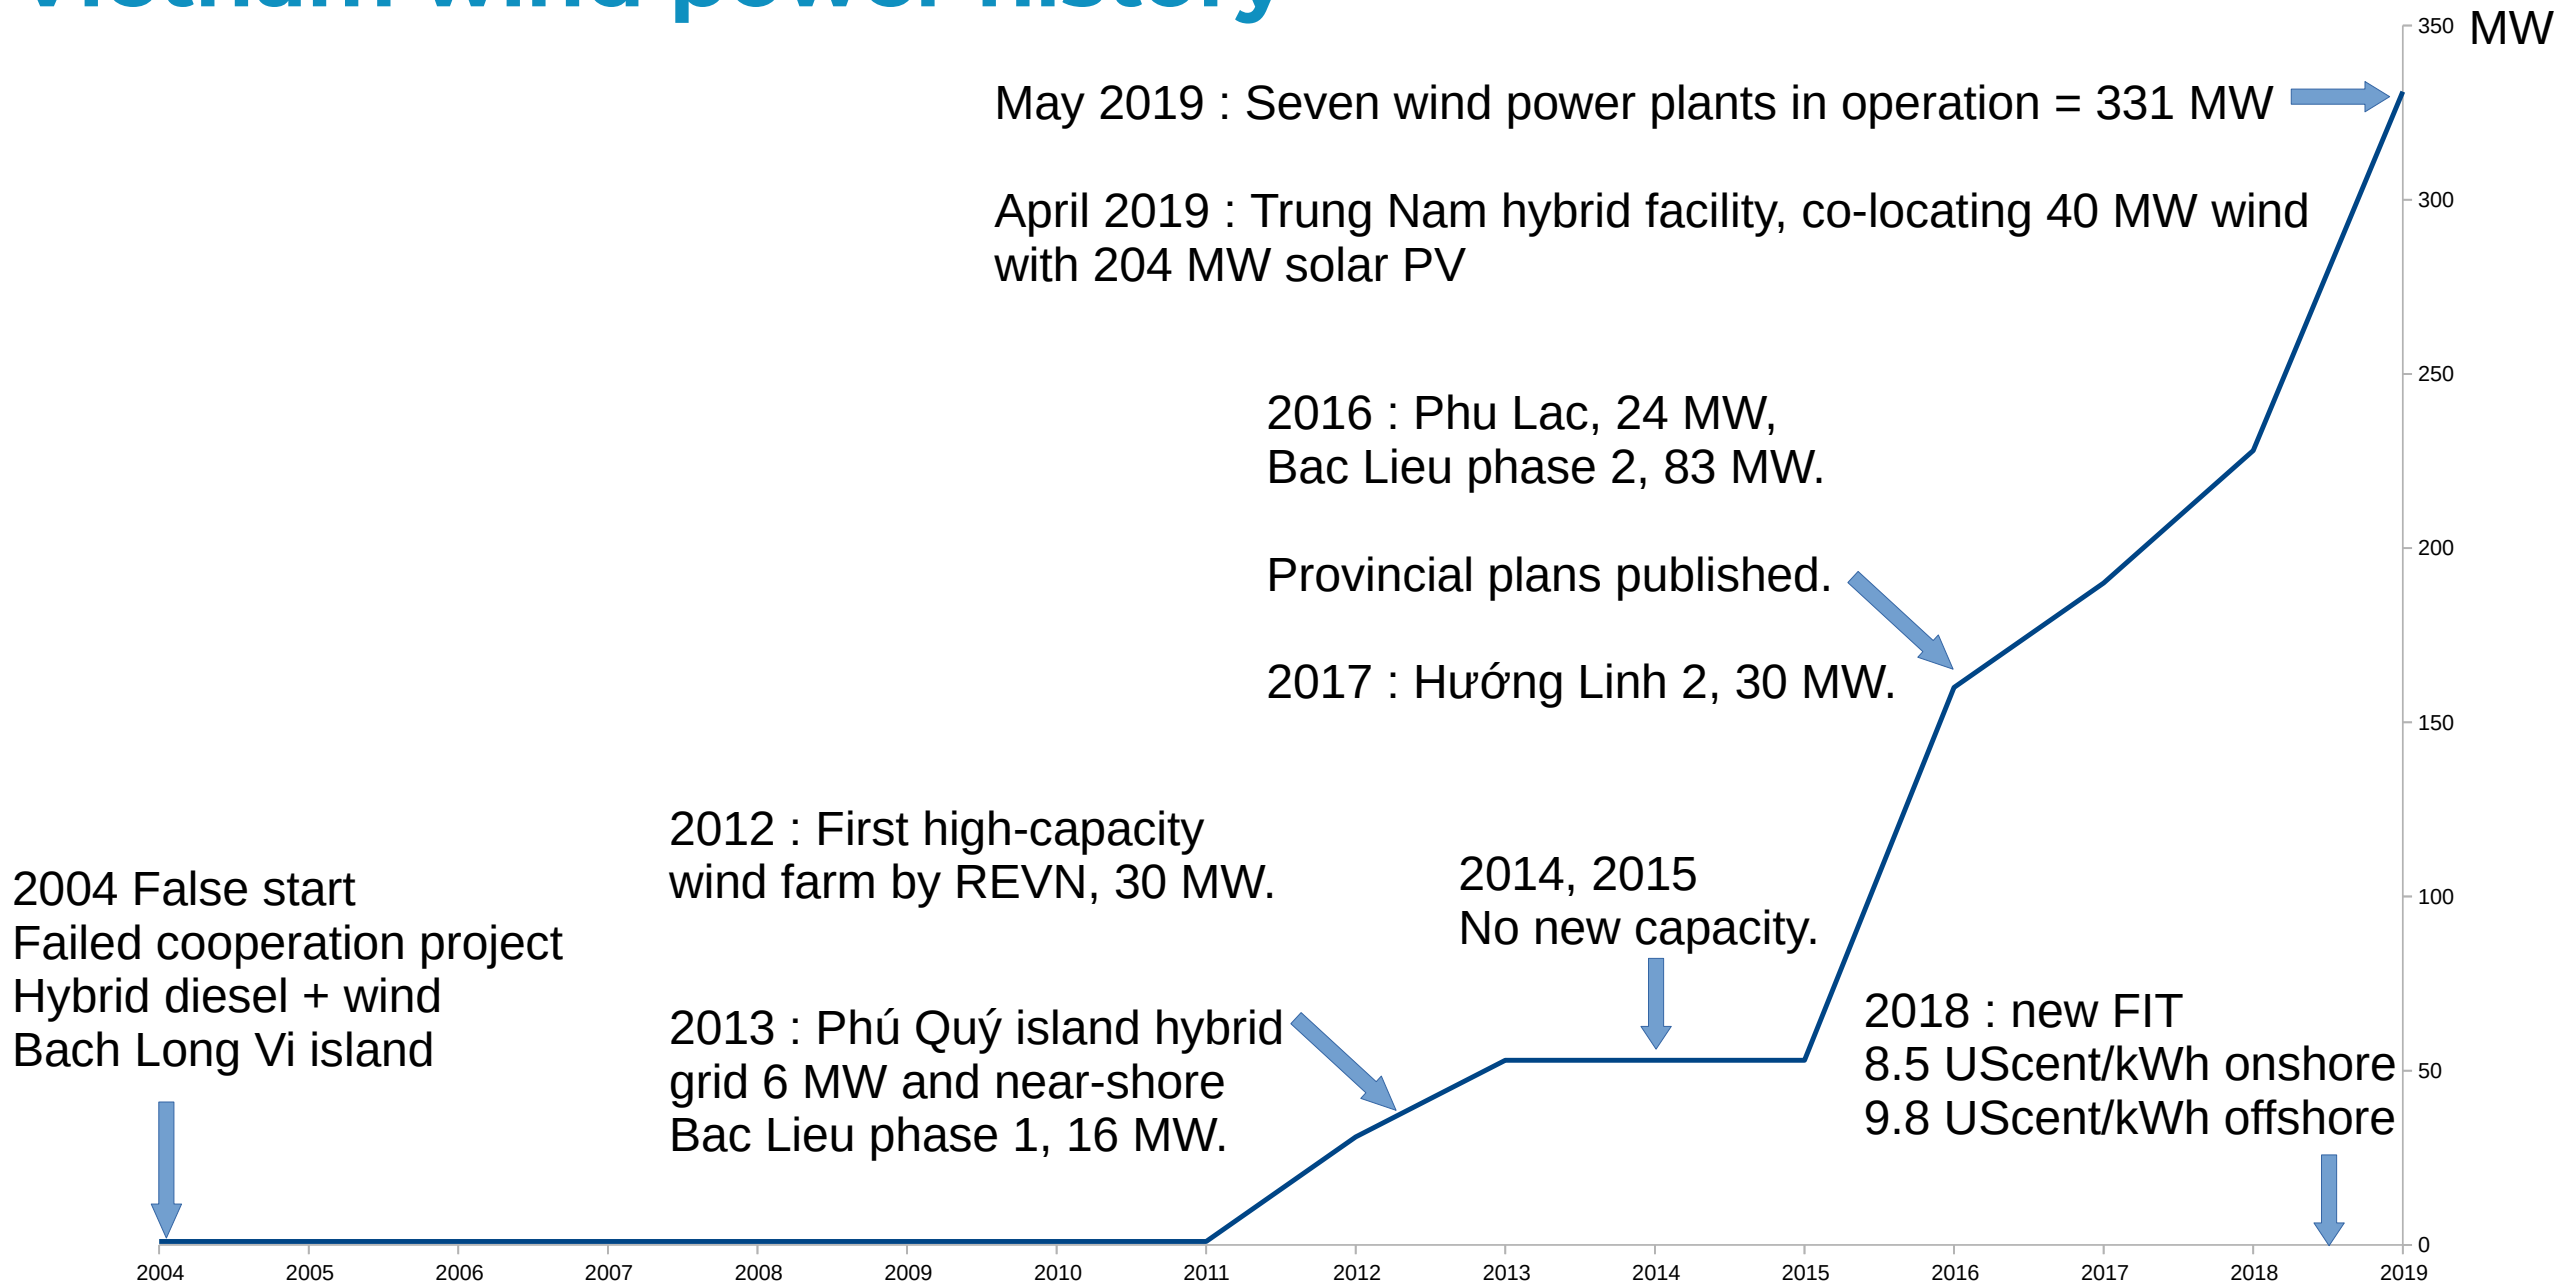 Vietnam wind power history
MW
May 2019 : Seven wind power plants in operation = 331 MW
April 2019 : Trung Nam hybrid facility, co-locating 40 MW wind
with 204 MW solar PV
2016 : Phu Lac, 24 MW,
Bac Lieu phase 2, 83 MW.
Provincial plans published.
2017 : Hướng Linh 2, 30 MW.
2012 : First high-capacity
wind farm by REVN, 30 MW.
2013 : Phú Quý island hybrid
grid 6 MW and near-shore
Bac Lieu phase 1, 16 MW.
2014, 2015
No new capacity.
2004 False start
Failed cooperation project
Hybrid diesel + wind
Bach Long Vi island
2018 : new FIT
8.5 UScent/kWh onshore
9.8 UScent/kWh offshore
350
300
250
200
150
100
50
0
2004 2005 2006 2007 2008 2009 2010 2011 2012 2013 2014 2015 2016 2017 2018 2019